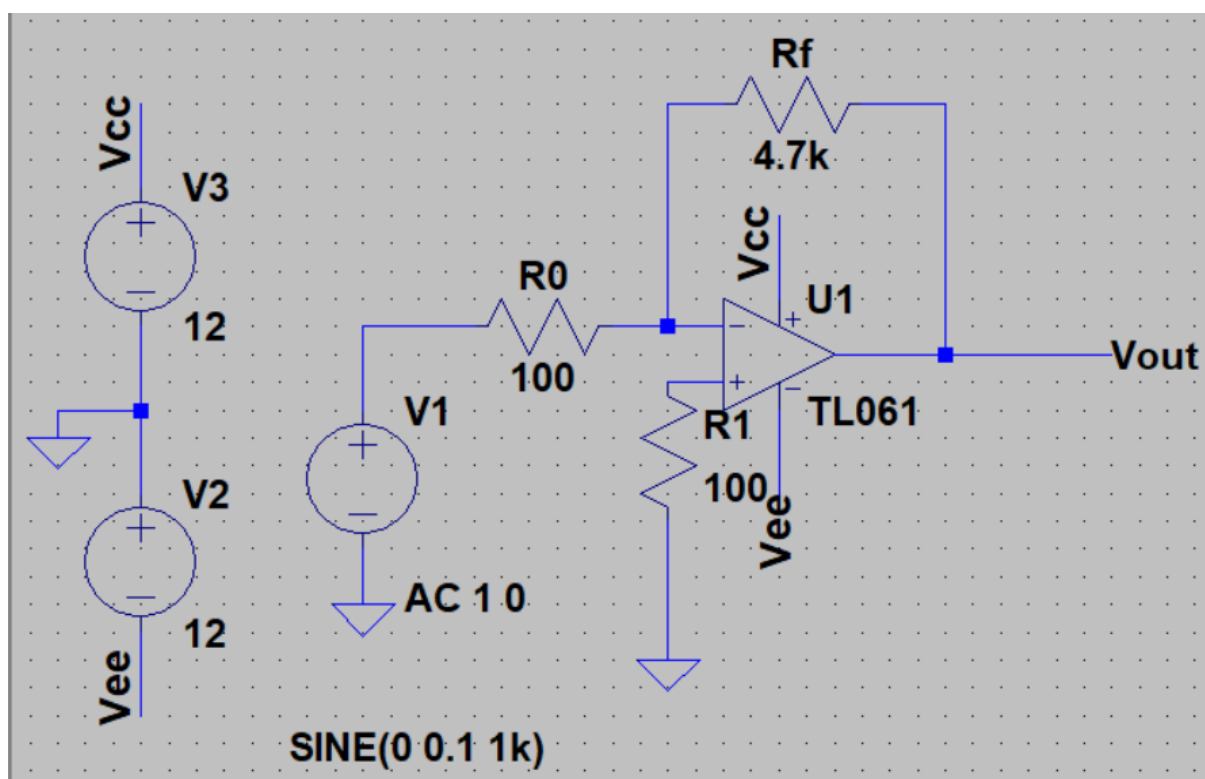 Vcc
V3
12
V2
12
Vee
V1
AC 1 0
SINE(0 0.1 1k)
R0
100
Rf
4.7k
Vcc
U1
TL061
R1
100
Vee
Vout